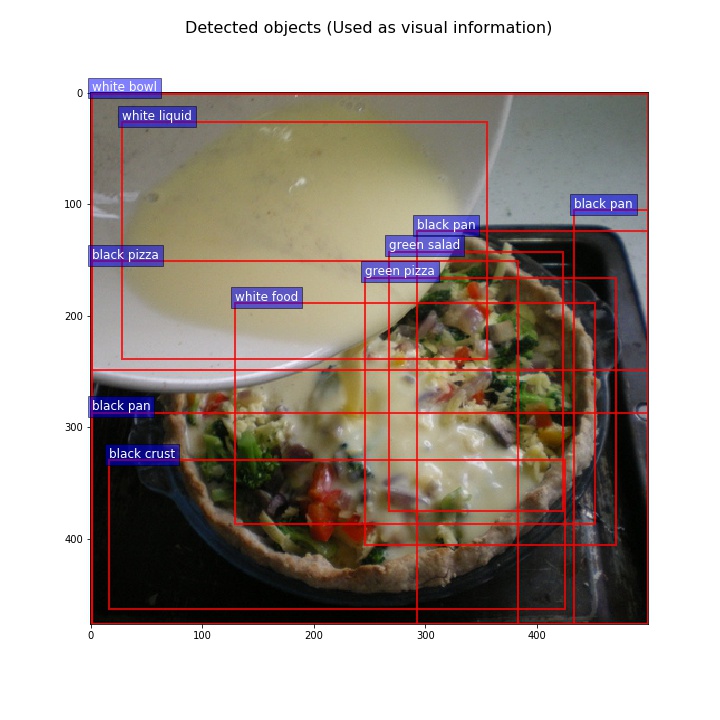 Detected objects (Used as visual information)
white bowl
0
white liquid
100
black pan
black pan
green salad
black pizza
green pizza
white food
200
black pan
300
black crust
400
0
100
200
300
400